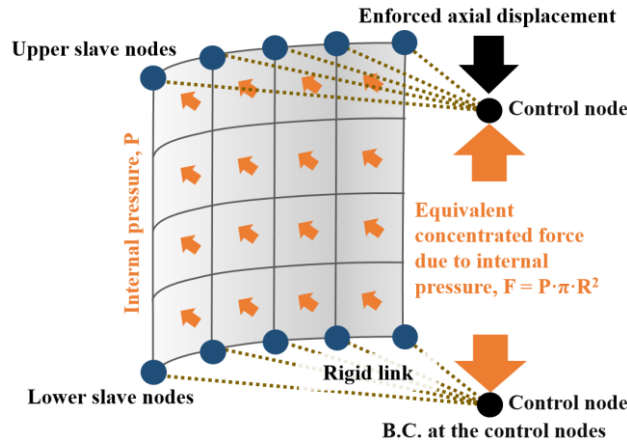 Enforced axial displacement
Upper slave nodes
Control node
Internal pressure, P
Equivalent
concentrated force
due to internal
pressure, F = P·π·R²
Rigid link
Lower slave nodes
Control node
B.C. at the control nodes